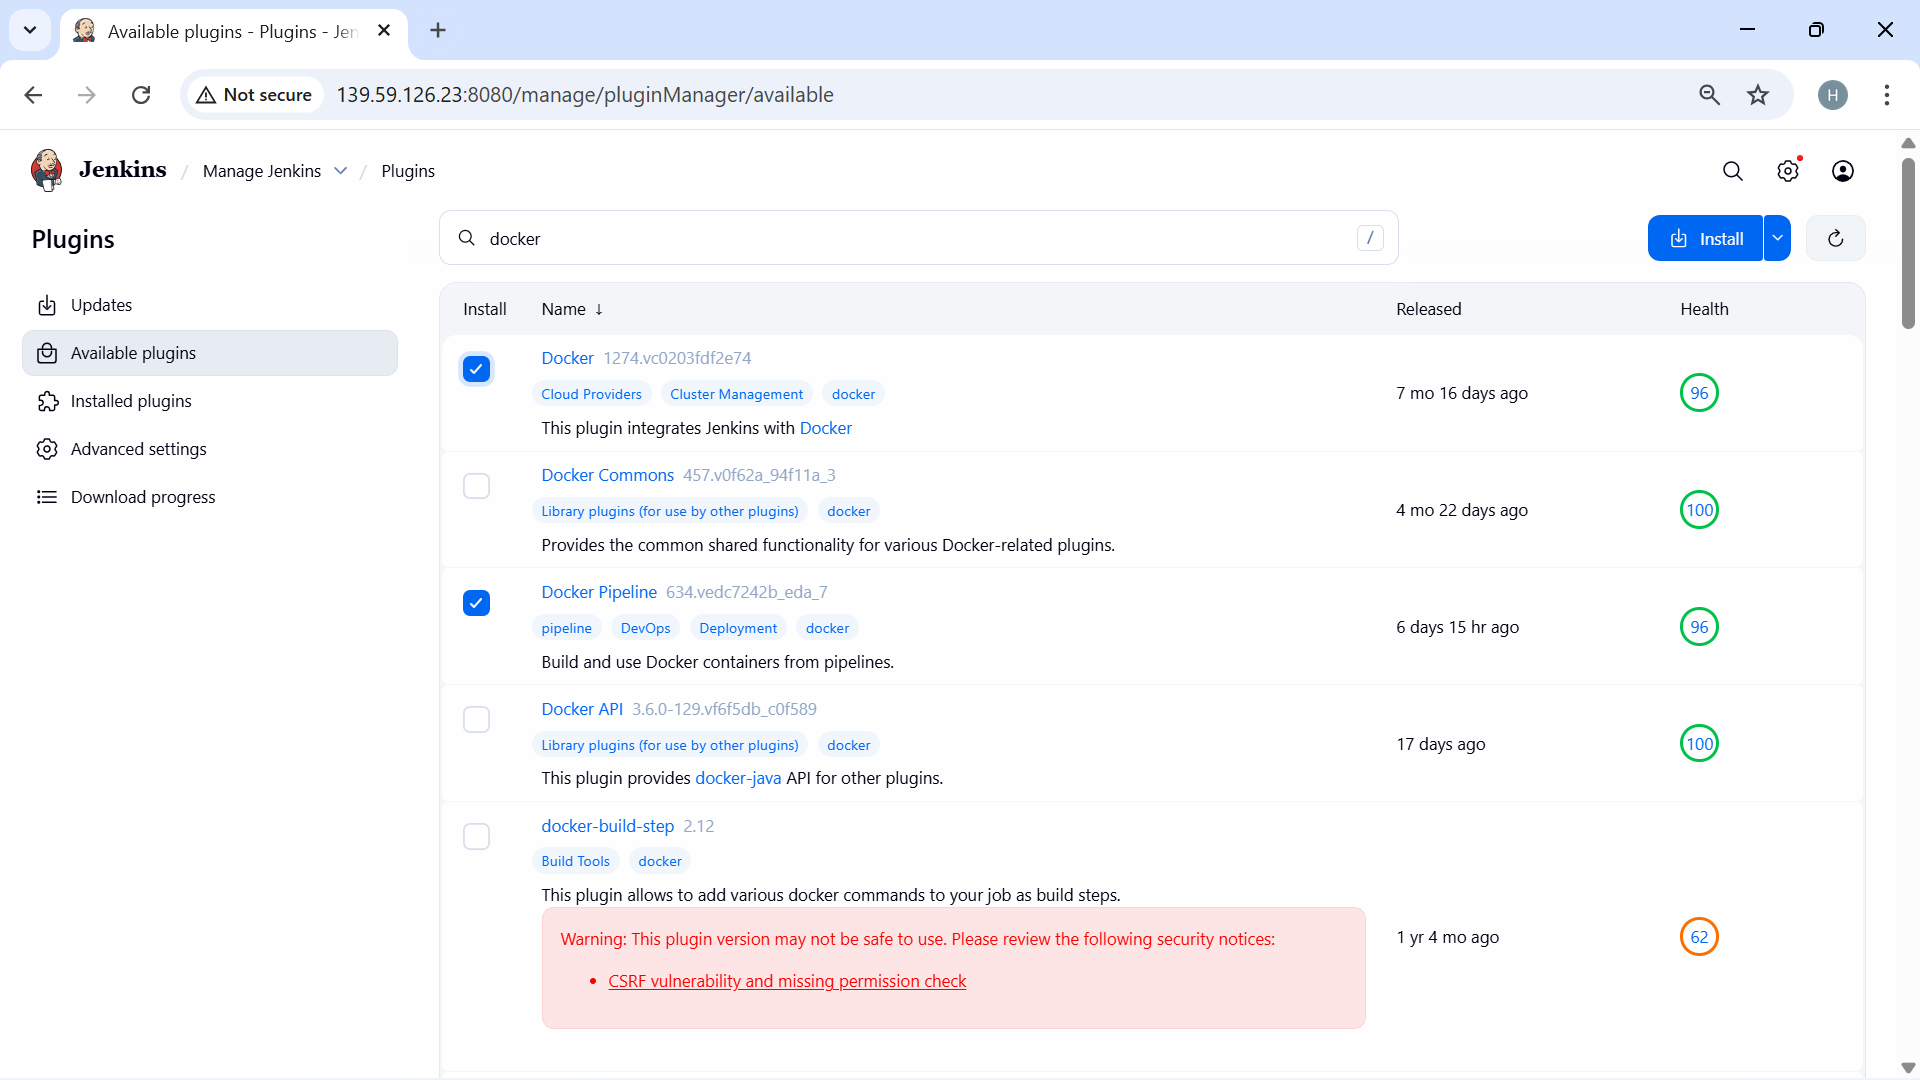 Available plugins - Plugins - Jen
Not secure
139.59.126.23:8080/manage/pluginManager/available
H
Jenkins / Manage Jenkins / Plugins
Plugins
docker
/
Install
Updates
Available plugins
Installed plugins
Advanced settings
Download progress
Install Name ↓ Released Health
Docker 1274.vc0203fdf2e74
Cloud Providers Cluster Management docker
This plugin integrates Jenkins with Docker
7 mo 16 days ago
96
Docker Commons 457.v0f62a_94f11a_3
Library plugins (for use by other plugins) docker
Provides the common shared functionality for various Docker-related plugins.
4 mo 22 days ago
100
Docker Pipeline 634.vedc7242b_eda_7
pipeline DevOps Deployment docker
Build and use Docker containers from pipelines.
6 days 15 hr ago
96
Docker API 3.6.0-129.vf6f5db_c0f589
Library plugins (for use by other plugins) docker
This plugin provides docker-java API for other plugins.
17 days ago
100
docker-build-step 2.12
Build Tools docker
This plugin allows to add various docker commands to your job as build steps.
Warning: This plugin version may not be safe to use. Please review the following security notices:
• CSRF vulnerability and missing permission check
1 yr 4 mo ago
62